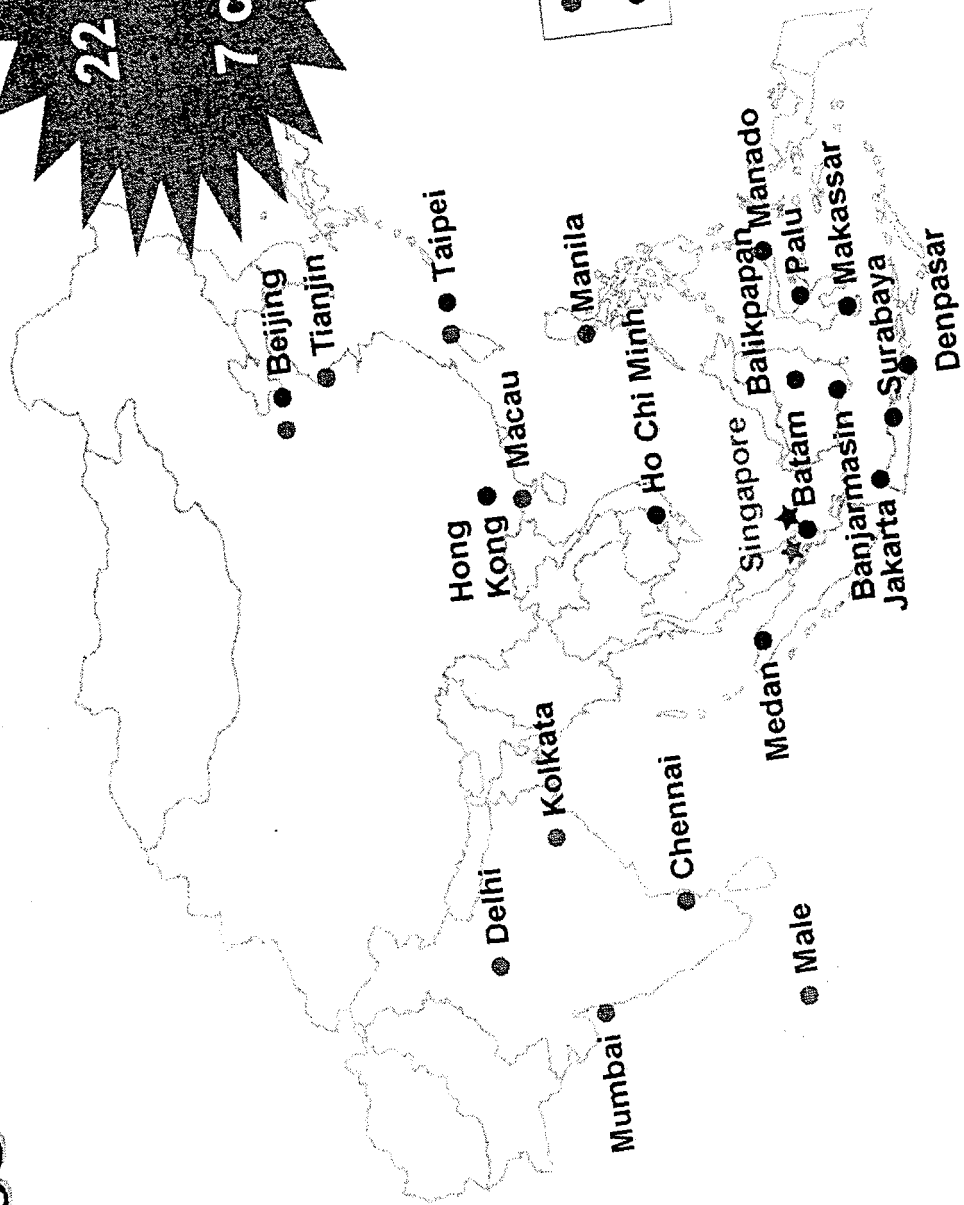 22
7
Beijing
Tianjin
Taipei
Hong
Kong
Macau
Manila
Delhi
Kolkata
Ho Chi Minh
Mumbai
Chennai
Singapore
Balikpapan
Manado
Male
Medan
Batam
Palu
Banjarmasin
Makassar
Jakarta
Surabaya
Denpasar